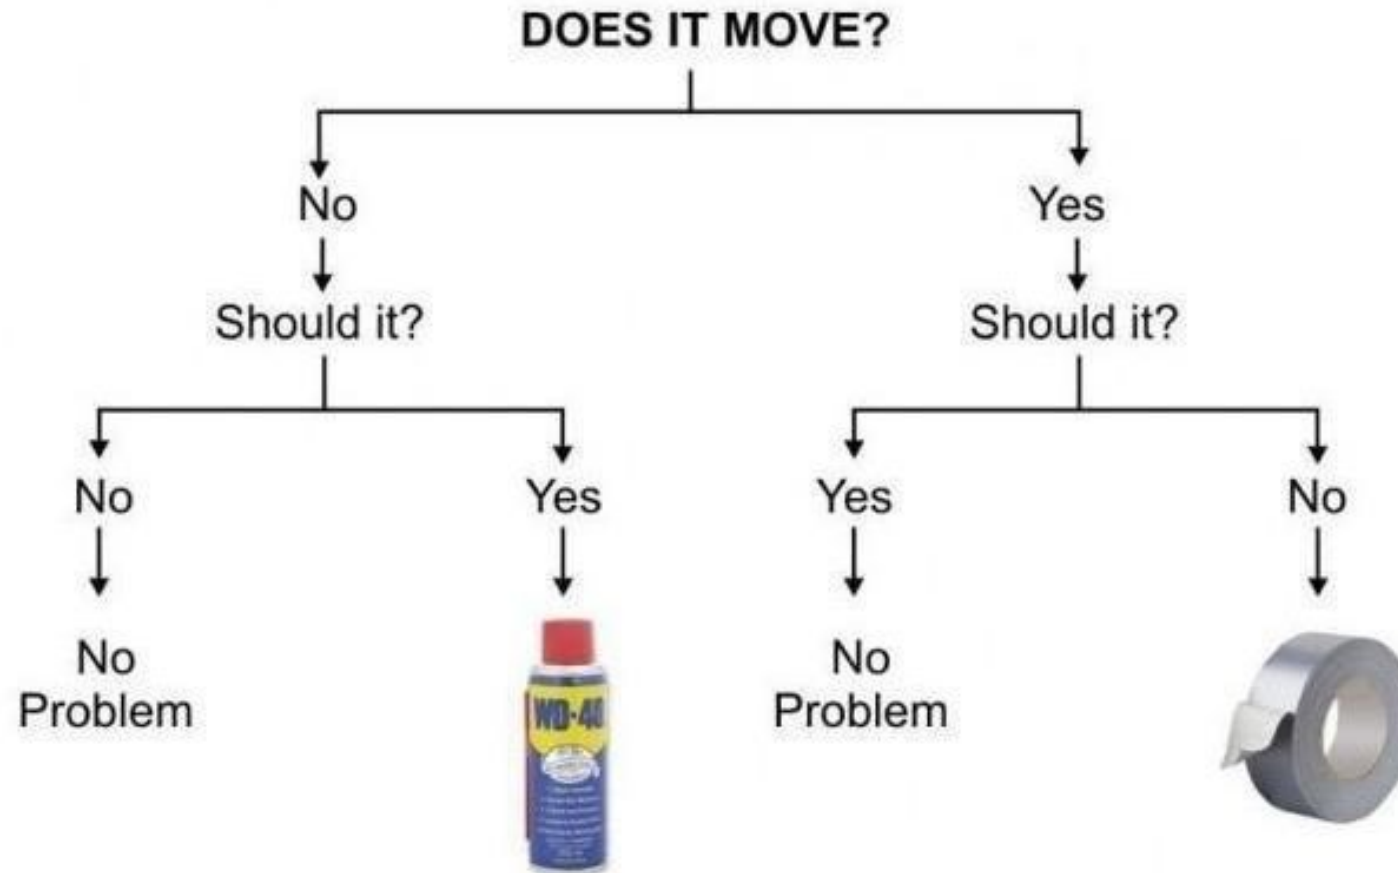 DOES IT MOVE?
No
Yes
Should it?
Should it?
No
Yes
Yes
No
No
Problem
No
Problem
WD-40